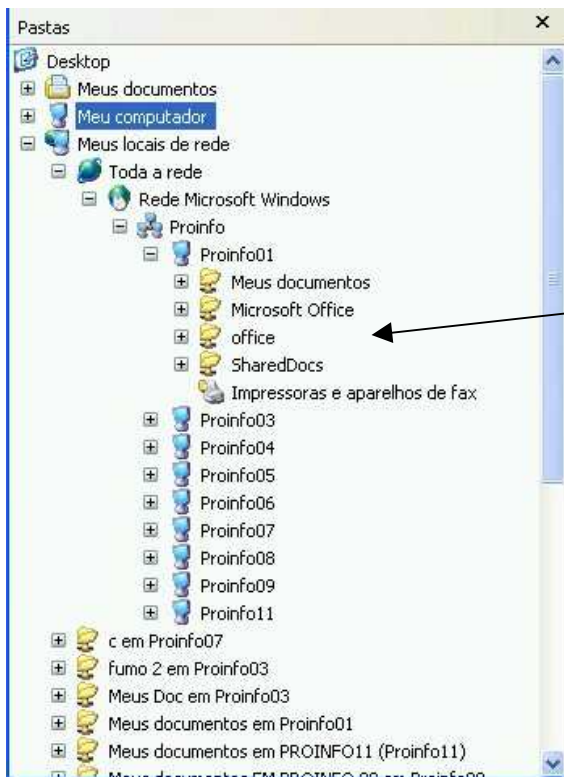 Pastas
Desktop
Meus documentos
Meu computador
Meus locais de rede
Toda a rede
Rede Microsoft Windows
Proinfo
Proinfo01
Meus documentos
Microsoft Office
office
SharedDocs
Impressoras e aparelhos de fax
Proinfo03
Proinfo04
Proinfo05
Proinfo06
Proinfo07
Proinfo08
Proinfo09
Proinfo11
c em Proinfo07
fumo 2 em Proinfo03
Meus Doc em Proinfo03
Meus documentos em Proinfo01
Meus documentos em PROINFO11 (Proinfo11)